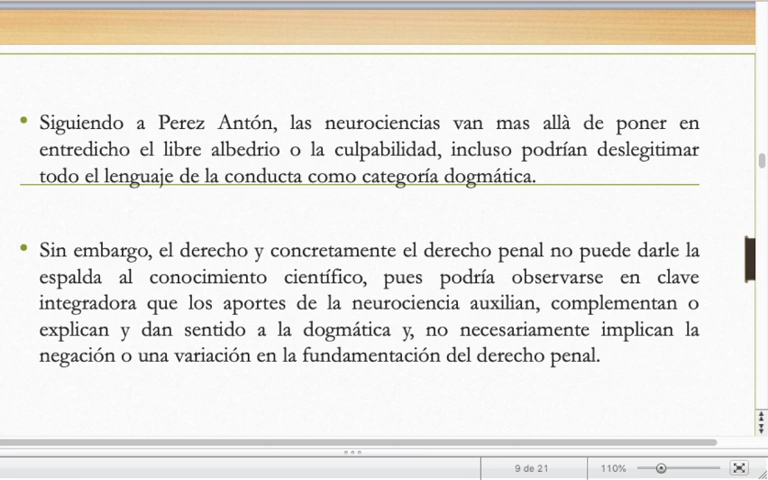 • Siguiendo a Perez Antón, las neurociencias van mas allà de poner en
entredicho el libre albedrio o la culpabilidad, incluso podrían deslegitimar
todo el lenguaje de la conducta como categoría dogmática.
• Sin embargo, el derecho y concretamente el derecho penal no puede darle la
espalda al conocimiento científico, pues podría observarse en clave
integradora que los aportes de la neurociencia auxilian, complementan o
explican y dan sentido a la dogmática y, no necesariamente implican la
negación o una variación en la fundamentación del derecho penal.
9 de 21 110%